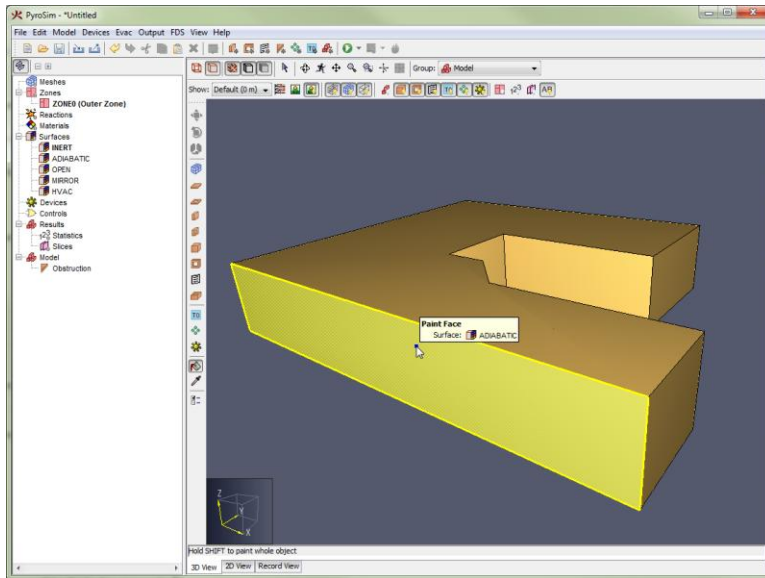 PyroSim - *Untitled
File Edit Model Devices Evac Output FDS View Help
Group: Model
Show: Default (0 m)
Meshes
Zones
ZONE0 (Outer Zone)
Reactions
Materials
Surfaces
INERT
ADIABATIC
OPEN
MIRROR
HVAC
Devices
Controls
Results
Statistics
Slices
Model
Obstruction
Paint Face
Surface: ADIABATIC
Z
Y
X
Hold SHIFT to paint whole object
3D View 2D View Record View